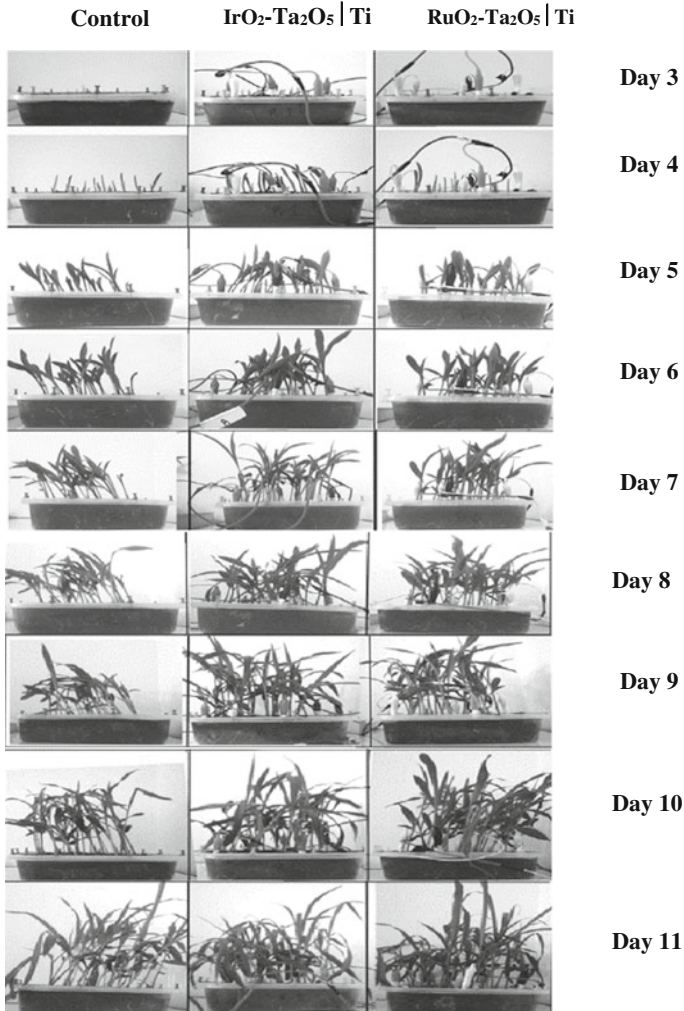 Control IrO₂-Ta₂O₅ | Ti RuO₂-Ta₂O₅ | Ti
Day 3
Day 4
Day 5
Day 6
Day 7
Day 8
Day 9
Day 10
Day 11